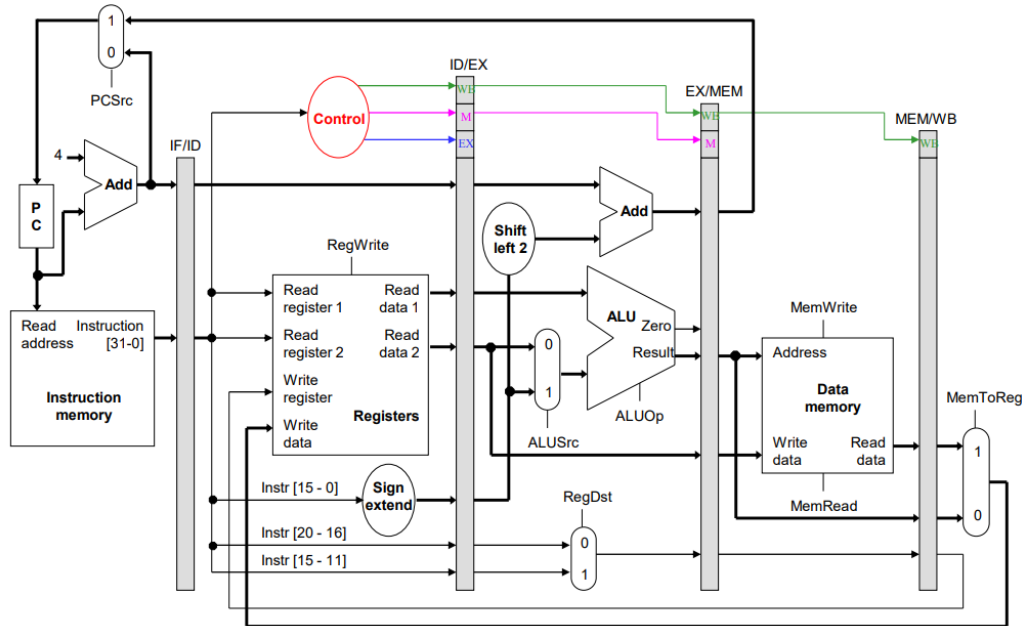 1
0
PCSrc
4
Add
P
C
IF/ID
Control
ID/EX
WB
M
EX
EX/MEM
WB
M
MEM/WB
WB
Add
Shift
left 2
RegWrite
Read
register 1
Read
data 1
Read
register 2
Read
data 2
Write
register
Write
data
Registers
Read
address
Instruction
[31-0]
Instruction
memory
ALU
Zero
Result
ALUOp
0
1
ALUSrc
MemWrite
Address
Data
memory
Write
data
Read
data
MemRead
MemToReg
1
0
Instr [15 - 0]
Sign
extend
Instr [20 - 16]
Instr [15 - 11]
RegDst
0
1